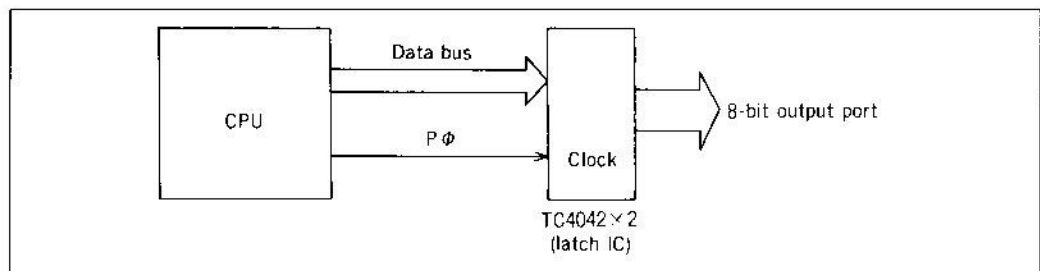 Data bus
CPU
8-bit output port
PΦ
Clock
TC4042×2
(latch IC)